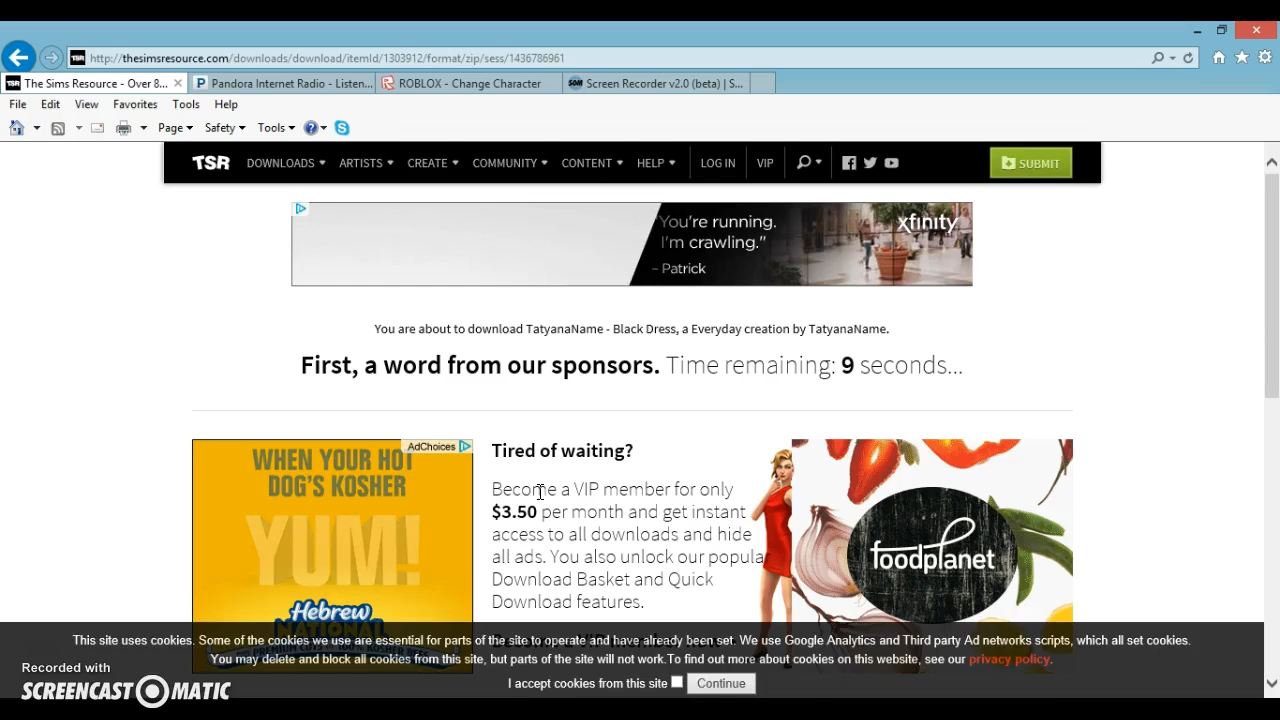 http://thesimsresource.com/downloads/download/itemId/1303912/format/zip/sess/1436786961
TSR The Sims Resource - Over 8... P Pandora Internet Radio - Listen... ROBLOX - Change Character SOM Screen Recorder v2.0 (beta) | S...
File Edit View Favorites Tools Help
Page Safety Tools
TSR DOWNLOADS ARTISTS CREATE COMMUNITY CONTENT HELP LOG IN VIP SUBMIT
You're running.
I'm crawling."
– Patrick
xfinity
You are about to download TatyanaName - Black Dress, a Everyday creation by TatyanaName.
First, a word from our sponsors. Time remaining: 9 seconds...
AdChoices
WHEN YOUR HOT
DOG'S KOSHER
YUM!
Hebrew
NATIONAL
Tired of waiting?
Become a VIP member for only
$3.50 per month and get instant
access to all downloads and hide
all ads. You also unlock our popular
Download Basket and Quick
Download features.
foodplanet
This site uses cookies. Some of the cookies we use are essential for parts of the site to operate and have already been set. We use Google Analytics and Third party Ad networks scripts, which all set cookies.
You may delete and block all cookies from this site, but parts of the site will not work.To find out more about cookies on this website, see our privacy policy.
I accept cookies from this site Continue
Recorded with
SCREENCAST MATIC